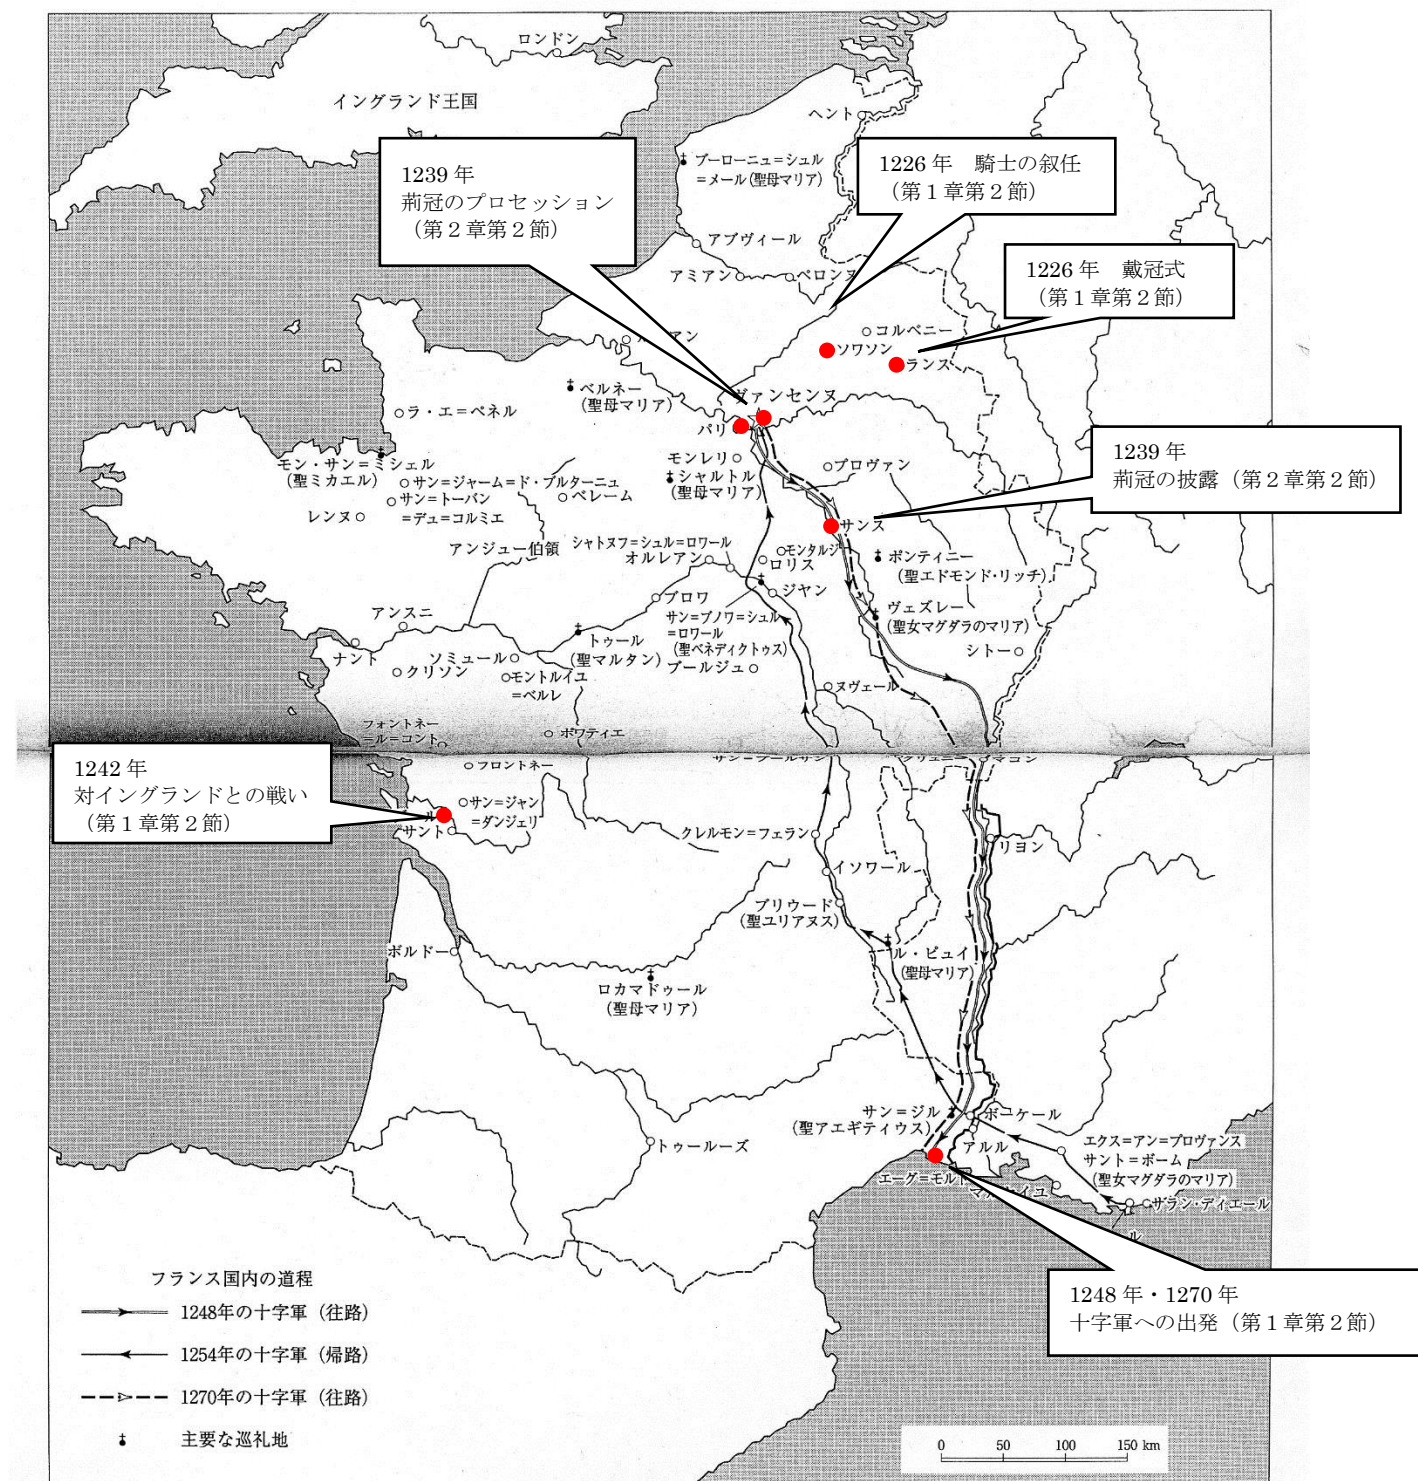 ロンドン
イングランド王国
ヘント
1239 年
荊冠のプロセッション
（第２章第２節）
ブーローニュ=シュル
=メール(聖母マリア)
1226 年　騎士の叙任
（第１章第２節）
アブヴィール
アミアン
ペロンヌ
1226 年　戴冠式
（第１章第２節）
コルベニー
ソワソン
ランス
アン
ベルネー
(聖母マリア)
ヴァンセンヌ
ラ・エ=ペネル
パリ
モンレリ
シャルトル
(聖母マリア)
プロヴァン
1239 年
荊冠の披露（第２章第２節）
モン・サン=ミシェル
(聖ミカエル)
サン=ジャーム=ド・ブルターニュ
サン=トーバン
=デュ=コルミエ
ベレーム
レンヌ
サンス
アンジュー伯領
シャトヌフ=シュル=ロワール
オルレアン
モンタルジ
ロリス
ポンティニー
(聖エドモンド・リッチ)
ジヤン
ブロワ
アンスニ
サン=ブノワ=シュル
=ロワール
(聖ベネディクトゥス)
ヴェズレー
(聖女マグダラのマリア)
トゥール
(聖マルタン)
シトー
ナント
ソミュール
クリソン
モントルイユ
=ベルレ
ブールジュ
ヌヴェール
フォントネー
=ル=コント
ポワティエ
1242 年
対イングランドとの戦い
（第１章第２節）
フロントネー
サン=ジャン
=ダンジェリ
サント
クレルモン=フェラン
リヨン
イソワール
ブリウード
(聖ユリアヌス)
ボルドー
ル・ピュイ
(聖母マリア)
ロカマドゥール
(聖母マリア)
サン=ジル
(聖アエギティウス)
ボーケール
トゥールーズ
アルル
エクス=アン=プロヴァンス
サント=ボーム
(聖女マグダラのマリア)
エーグ=モルト
イユ
ザラン・ディエール
ル
1248 年・1270 年
十字軍への出発（第１章第２節）
フランス国内の道程
1248年の十字軍（往路）
1254年の十字軍（帰路）
1270年の十字軍（往路）
主要な巡礼地
0 50 100 150 km